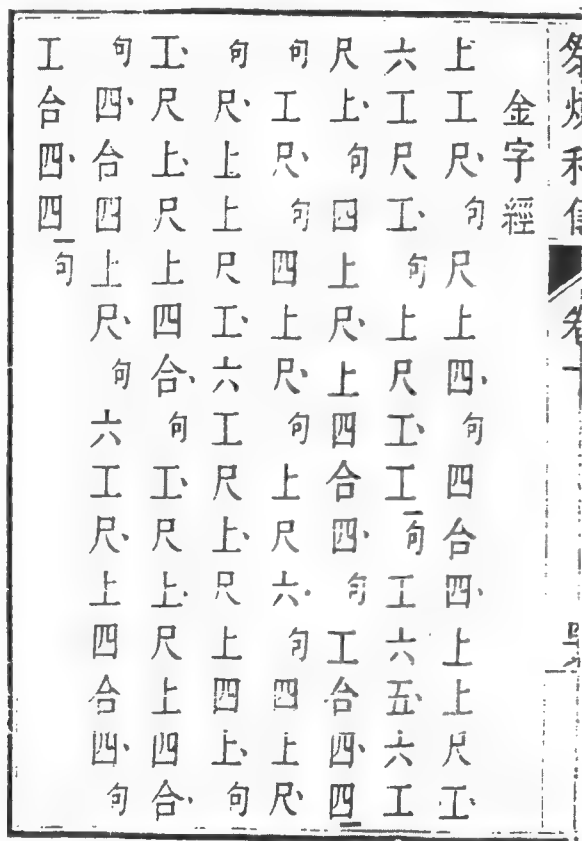 金字經
上工尺、句尺上四、句四合四、上上尺工、
六工尺工、句上尺工、工句工六五、六工
尺上、句四上尺、上四合四、句工合四、四
句工尺、句四上尺、句上尺六、句四上尺、
句尺、上上尺工、六工尺上、尺上四上、句
工、尺上、尺上四合、句工、尺上、尺上四合、
句四、合四上尺、句六工尺、上四合四、句
工合四、四句